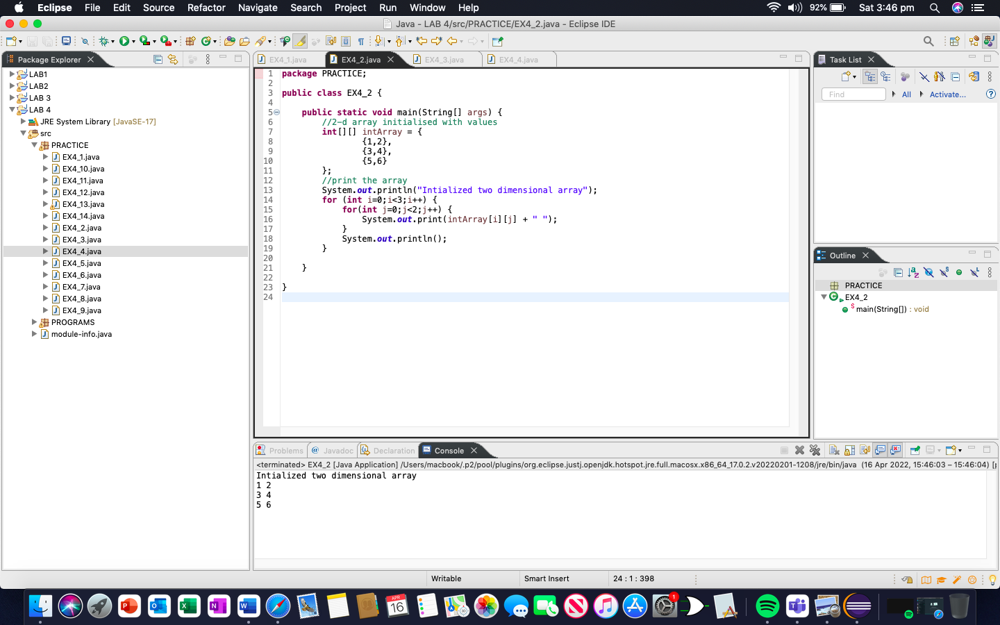 Eclipse File Edit Source Refactor Navigate Search Project Run Window Help 92% Sat 3:46 pm
Java - LAB 4/src/PRACTICE/EX4_2.java - Eclipse IDE
Package Explorer
LAB1
LAB2
LAB 3
LAB 4
JRE System Library [JavaSE-17]
src
PRACTICE
EX4_1.java
EX4_10.java
EX4_11.java
EX4_12.java
EX4_13.java
EX4_14.java
EX4_2.java
EX4_3.java
EX4_4.java
EX4_5.java
EX4_6.java
EX4_7.java
EX4_8.java
EX4_9.java
PROGRAMS
module-info.java
EX4_1.java EX4_2.java EX4_3.java EX4_4.java
1 package PRACTICE;
2
3 public class EX4_2 {
4
5 public static void main(String[] args) {
6 //2-d array initialised with values
7 int[][] intArray = {
8 {1,2},
9 {3,4},
10 {5,6}
11 };
12 //print the array
13 System.out.println("Intialized two dimensional array");
14 for (int i=0;i<3;i++) {
15 for(int j=0;j<2;j++) {
16 System.out.print(intArray[i][j] + " ");
17 }
18 System.out.println();
19 }
20
21 }
22
23 }
24
Task List
Find All Activate...
Outline
PRACTICE
EX4_2
main(String[]) : void
Problems Javadoc Declaration Console
<terminated> EX4_2 [Java Application] /Users/macbook/.p2/pool/plugins/org.eclipse.justj.openjdk.hotspot.jre.full.macosx.x86_64_17.0.2.v20220201-1208/jre/bin/java (16 Apr 2022, 15:46:03 – 15:46:04)
Intialized two dimensional array
1 2
3 4
5 6
Writable Smart Insert 24 : 1 : 398
APR
16
1